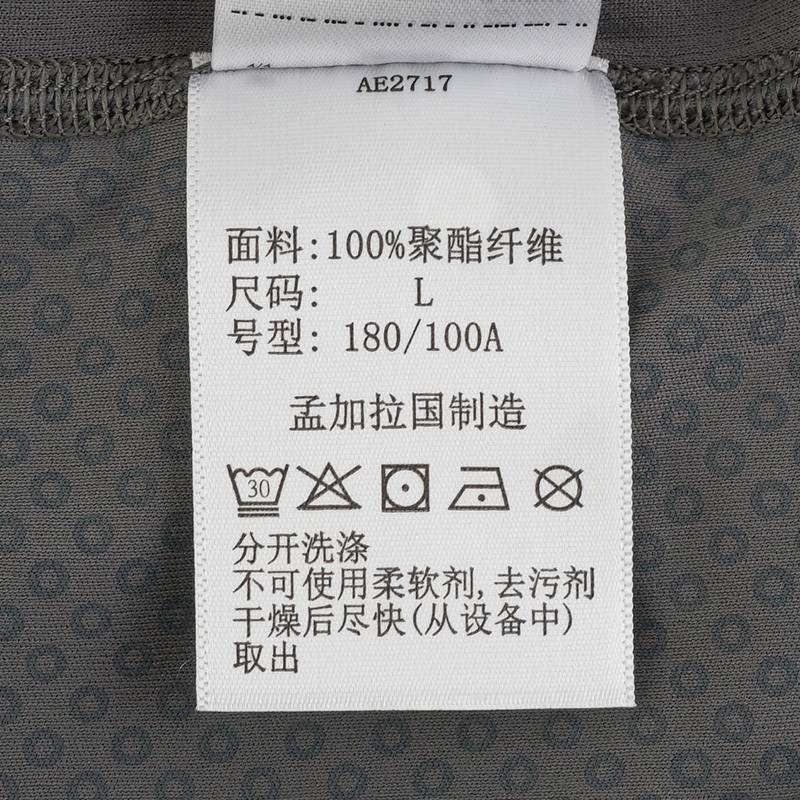 AE2717
面料:100%聚酯纤维
尺码: L
号型: 180/100A
孟加拉国制造
30
分开洗涤
不可使用柔软剂,去污剂
干燥后尽快(从设备中)
取出